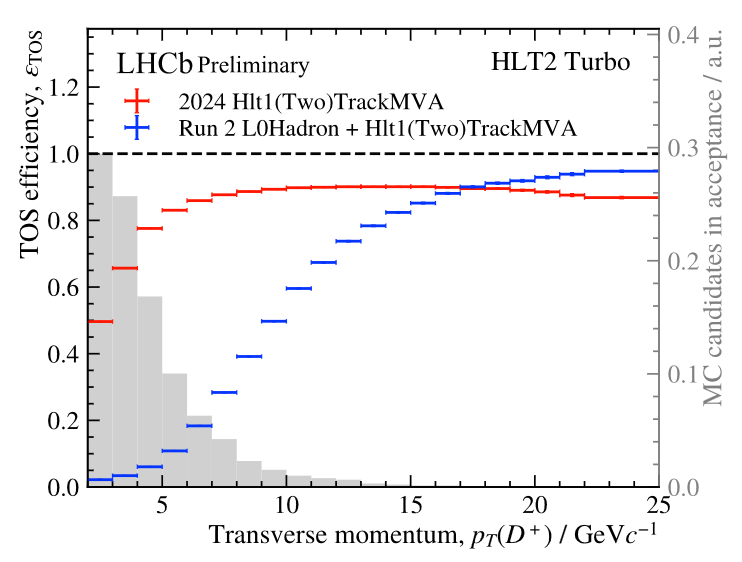 LHCb Preliminary
HLT2 Turbo
2024 Hlt1(Two)TrackMVA
Run 2 L0Hadron + Hlt1(Two)TrackMVA
TOS efficiency, εTOS
1.2
1.0
0.8
0.6
0.4
0.2
0.0
0.4
0.3
0.2
0.1
0.0
MC candidates in acceptance / a.u.
5 10 15 20 25
Transverse momentum, pT(D⁺) / GeVc⁻¹